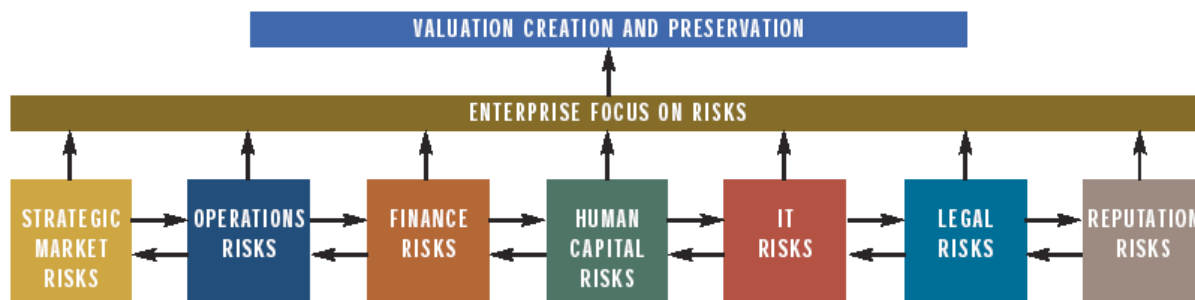 VALUATION CREATION AND PRESERVATION
ENTERPRISE FOCUS ON RISKS
STRATEGIC
MARKET
RISKS
OPERATIONS
RISKS
FINANCE
RISKS
HUMAN
CAPITAL
RISKS
IT
RISKS
LEGAL
RISKS
REPUTATION
RISKS